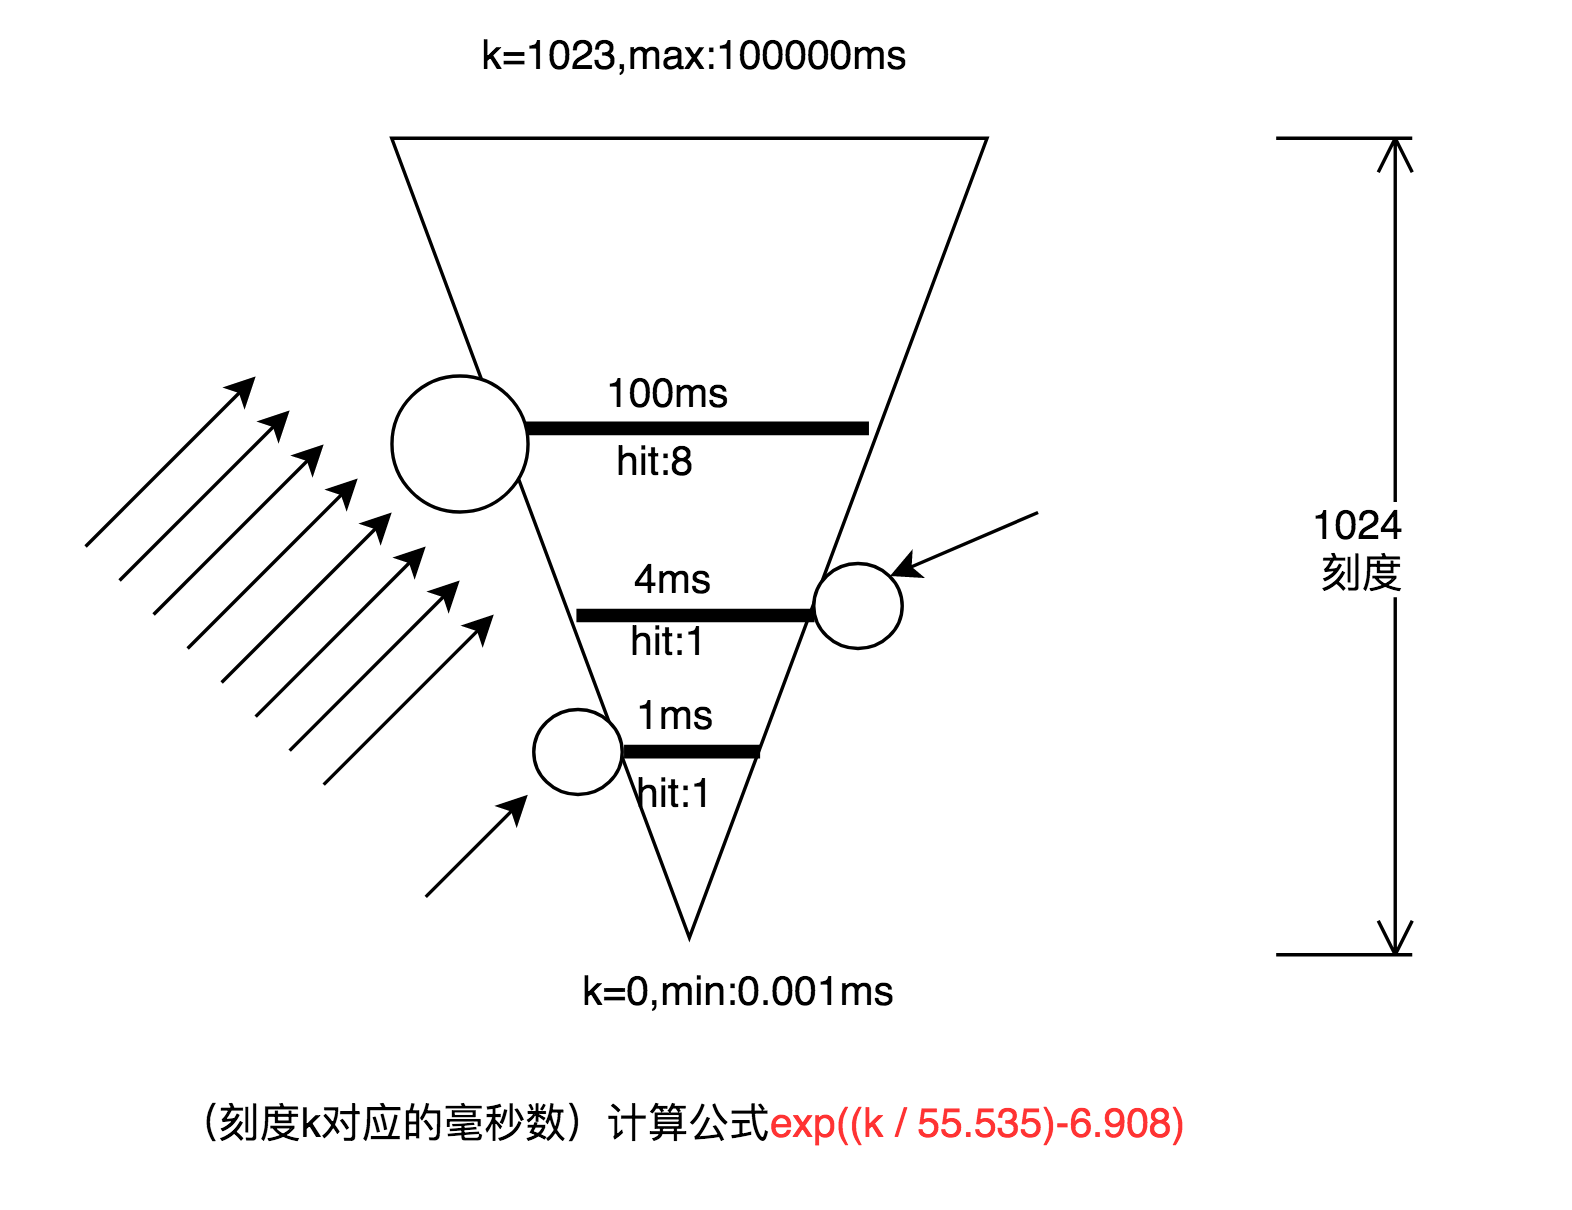 k=1023,max:100000ms
100ms
hit:8
4ms
hit:1
1ms
hit:1
1024
刻度
k=0,min:0.001ms
（刻度k对应的毫秒数）计算公式exp((k / 55.535)-6.908)